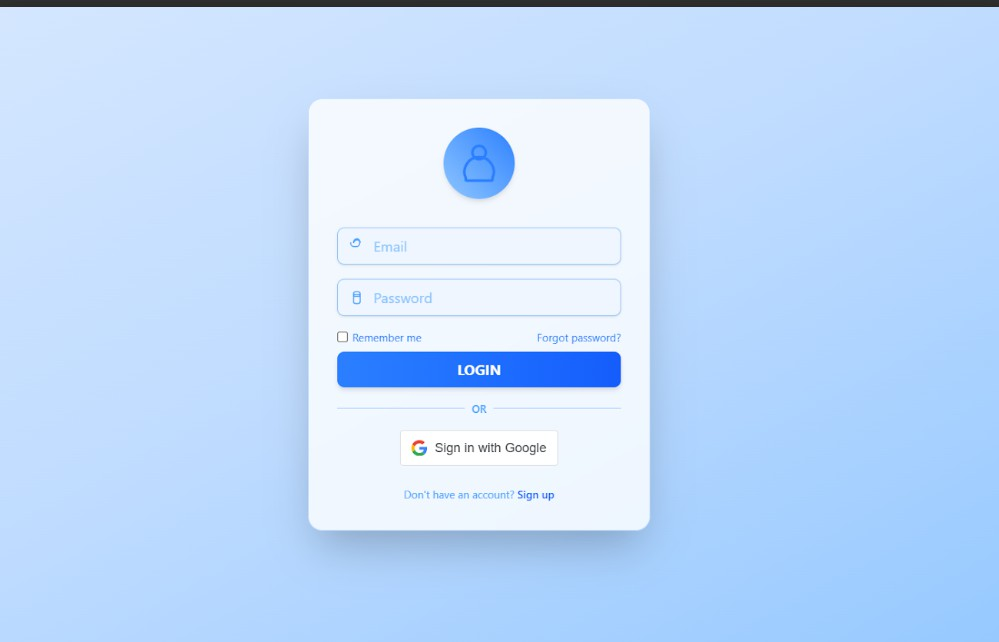 Email
Password
Remember me Forgot password?
LOGIN
OR
Sign in with Google
Don't have an account? Sign up